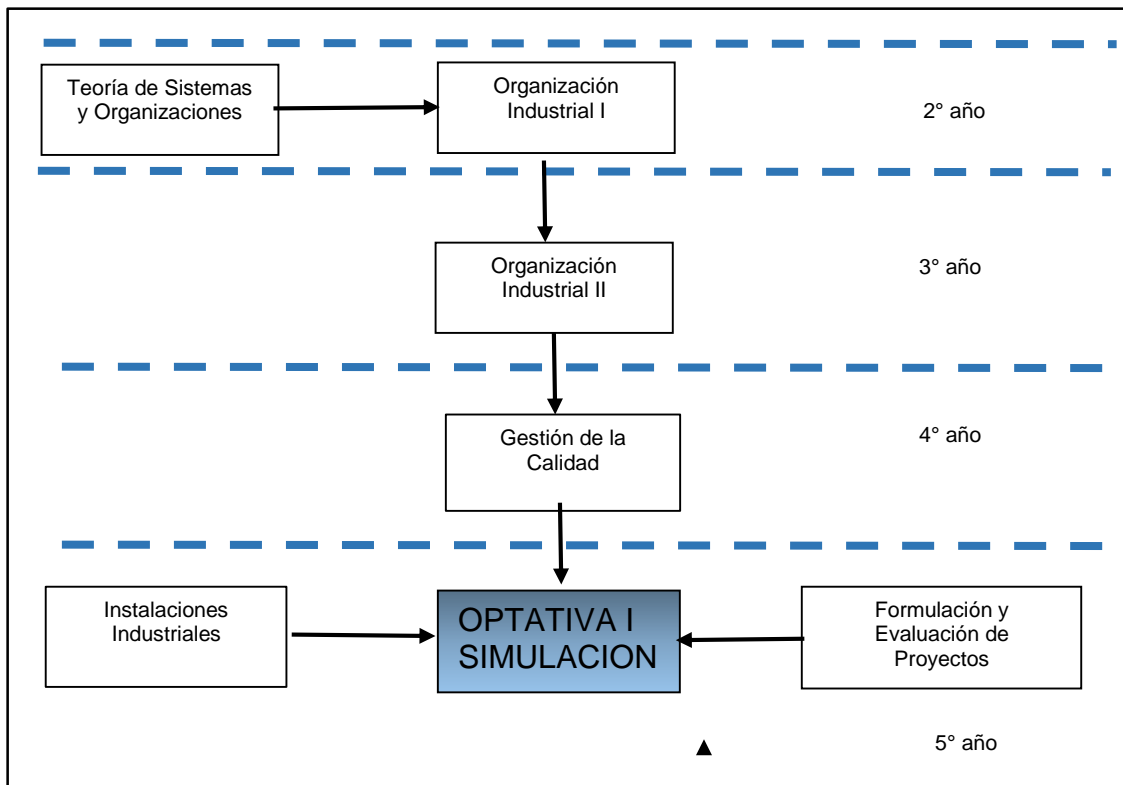 Teoría de Sistemas
y Organizaciones
Organización
Industrial I
2° año
Organización
Industrial II
3° año
Gestión de la
Calidad
4° año
Instalaciones
Industriales
OPTATIVA I
SIMULACION
Formulación y
Evaluación de
Proyectos
5° año